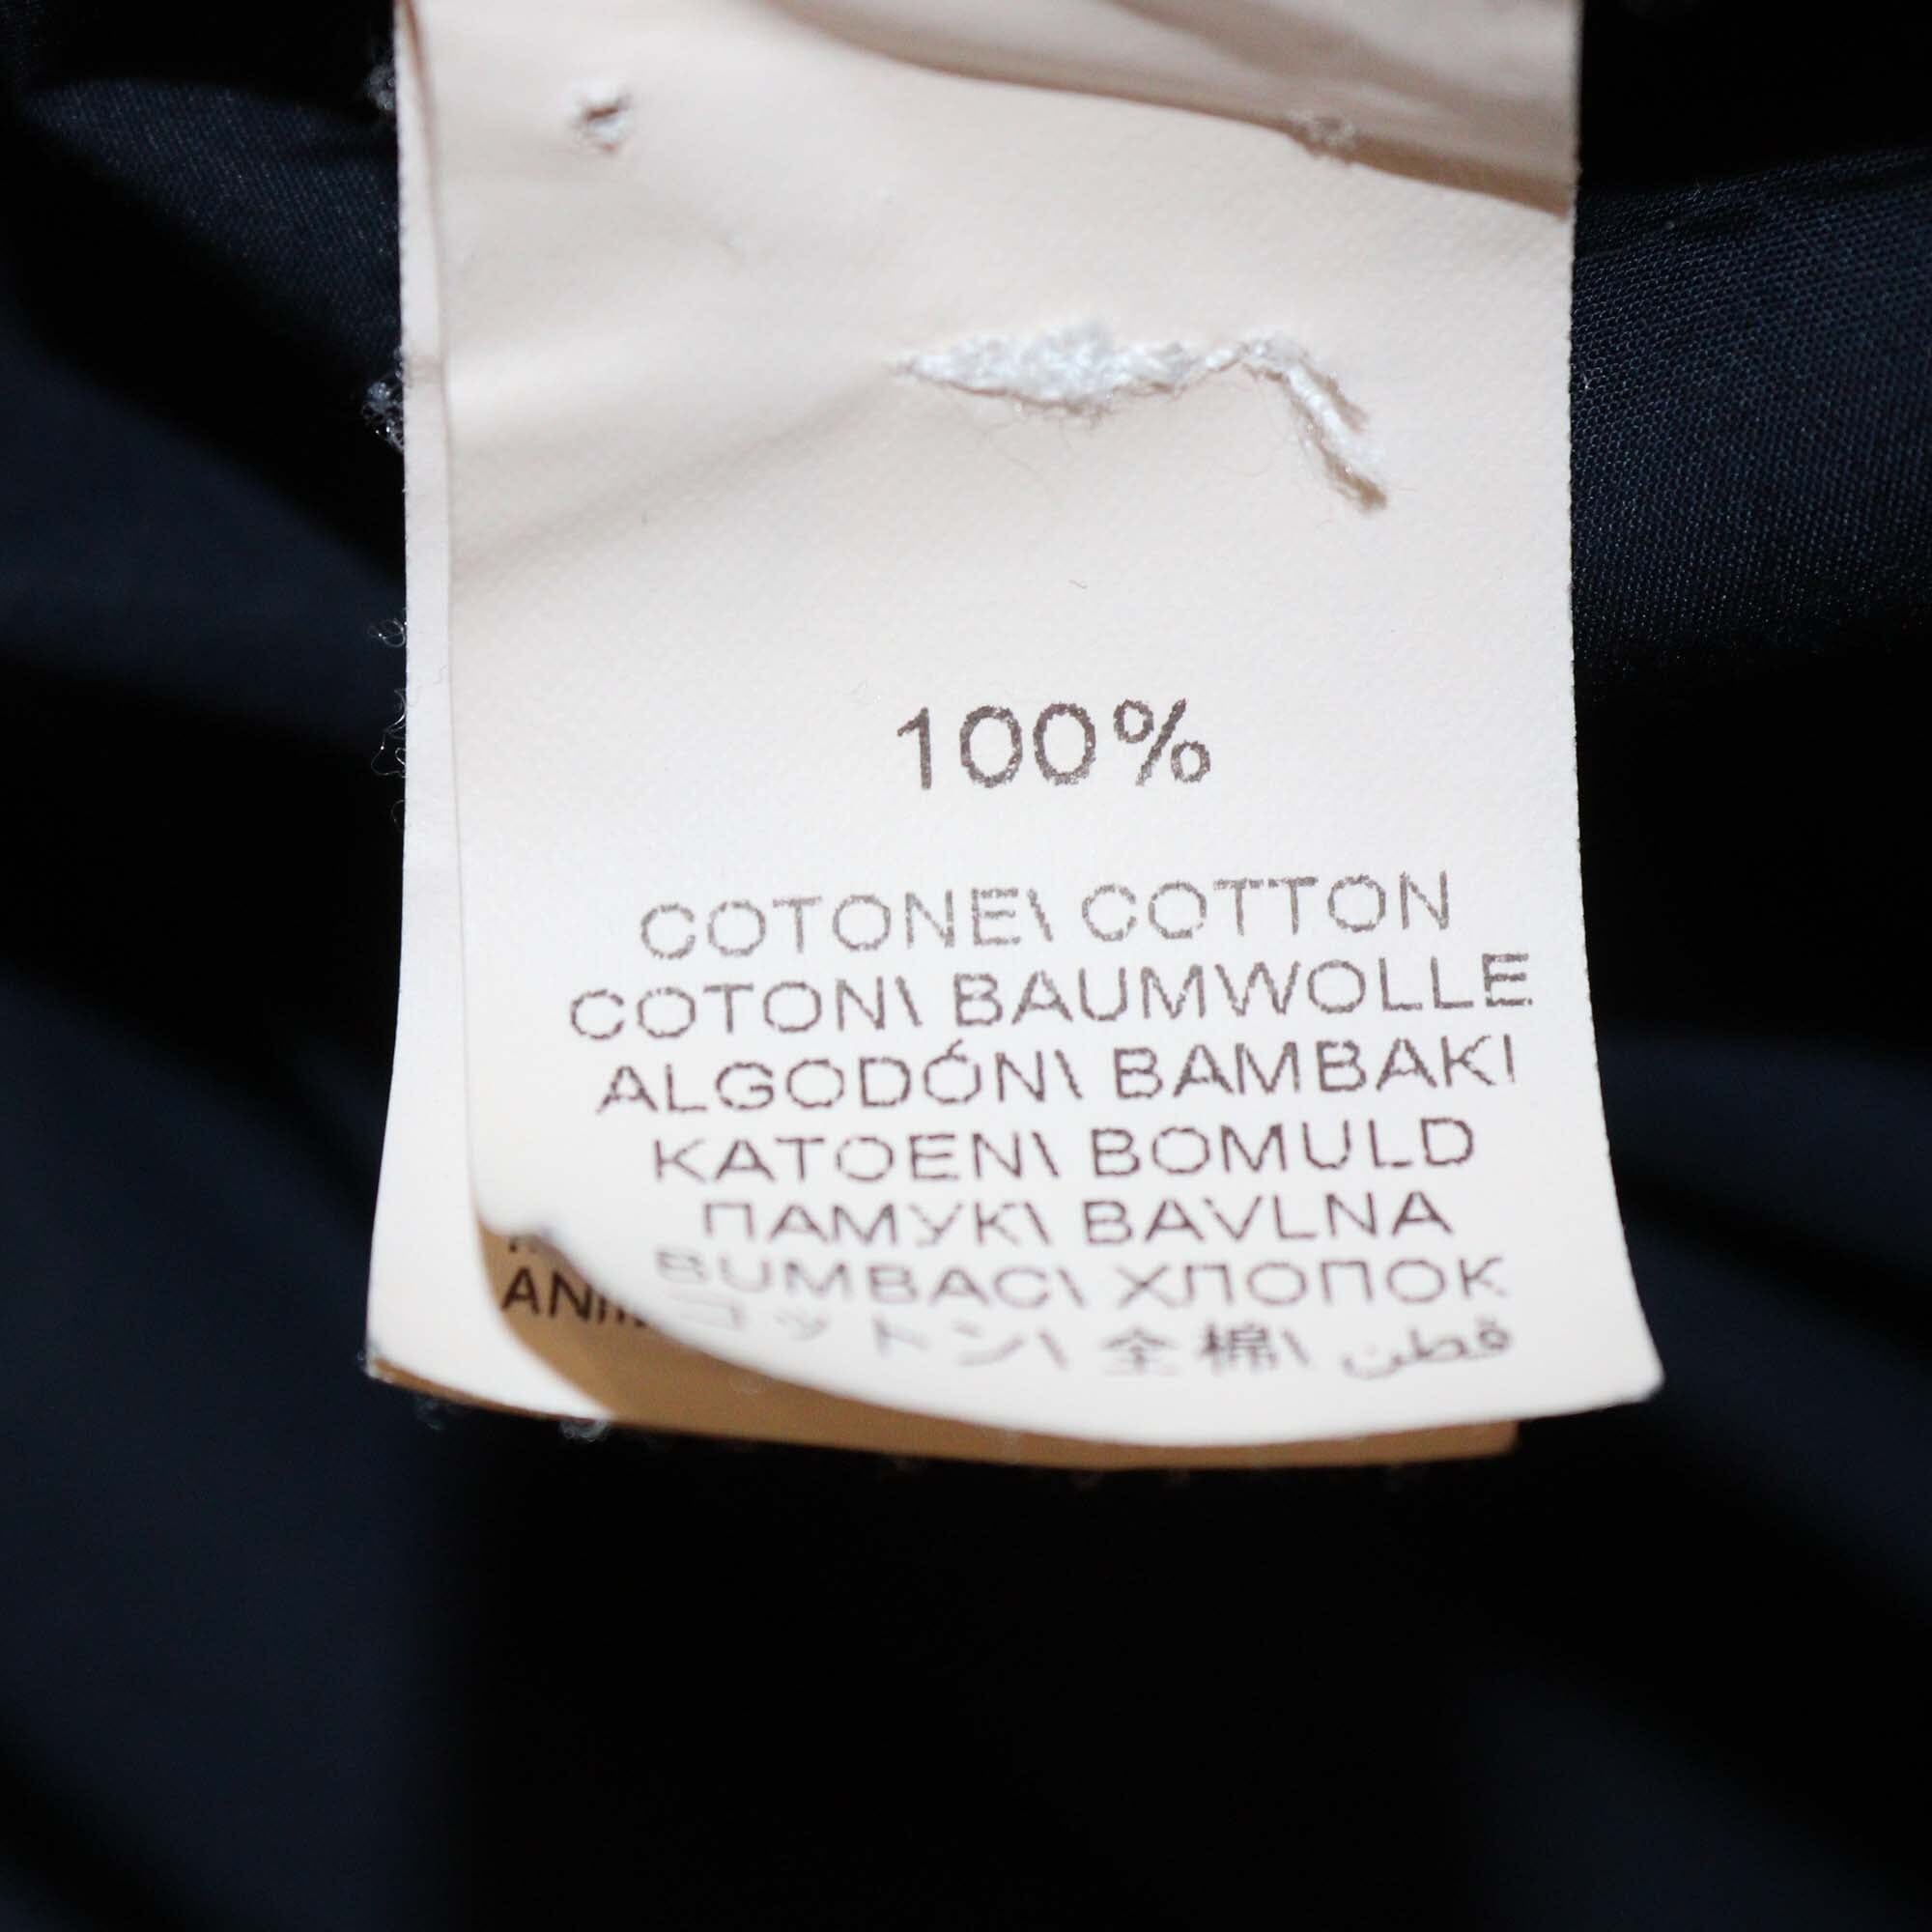 100%
COTONE\ COTTON
COTON\ BAUMWOLLE
ALGODÓN\ BAMBAKI
KATOEN\ BOMULD
ПАМУК\ BAVLNA
BUMBAC\ ХЛОПОК
コットン\ 全棉\ قطن